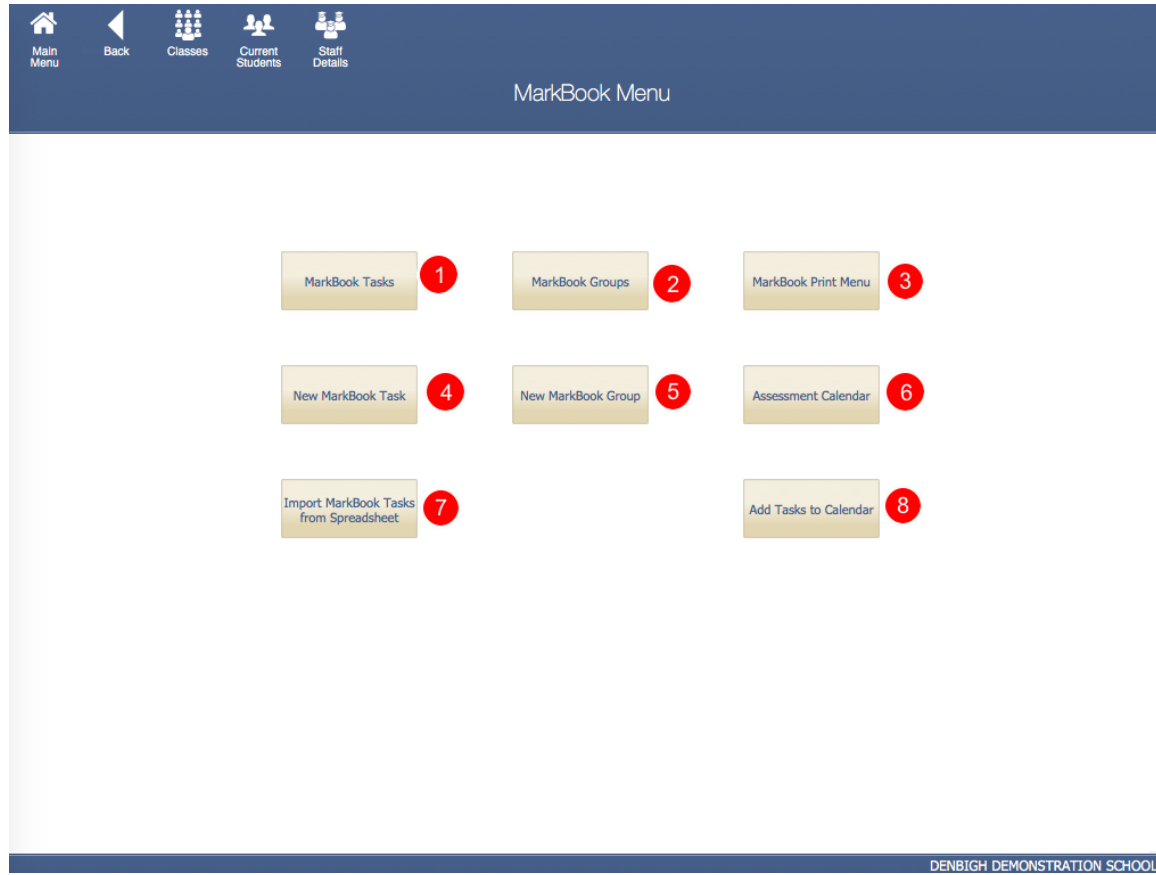 Main Menu
Back
Classes
Current Students
Staff Details
MarkBook Menu
MarkBook Tasks
1
MarkBook Groups
2
MarkBook Print Menu
3
New MarkBook Task
4
New MarkBook Group
5
Assessment Calendar
6
Import MarkBook Tasks
from Spreadsheet
7
Add Tasks to Calendar
8
DENBIGH DEMONSTRATION SCHOOL